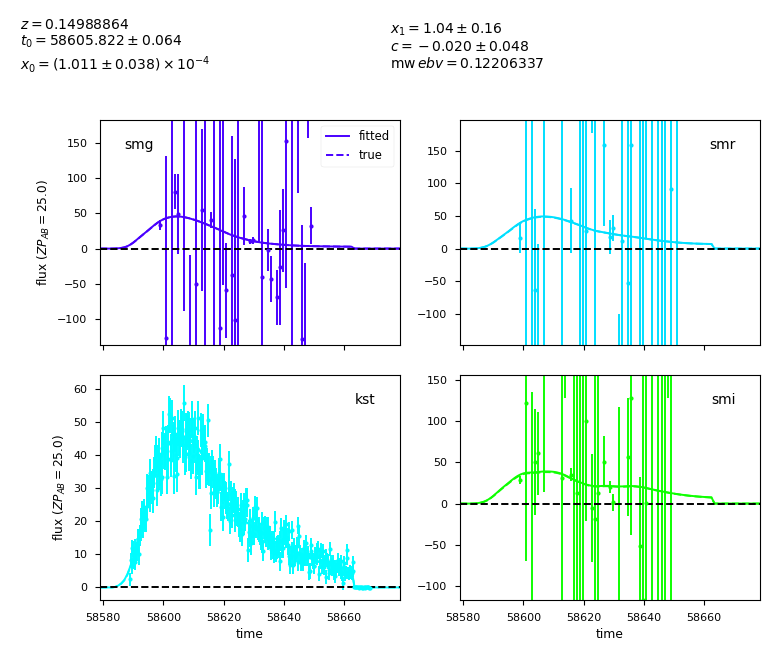 z = 0.14988864
t₀ = 58605.822 ± 0.064
x₀ = (1.011 ± 0.038) × 10⁻⁴
x₁ = 1.04 ± 0.16
c = −0.020 ± 0.048
mw ebv = 0.12206337
smg
fitted
true
150
100
50
0
−50
−100
flux (ZP_AB = 25.0)
smr
150
100
50
0
−50
−100
kst
60
50
40
30
20
10
0
flux (ZP_AB = 25.0)
58580 58600 58620 58640 58660
time
smi
150
100
50
0
−50
−100
58580 58600 58620 58640 58660
time